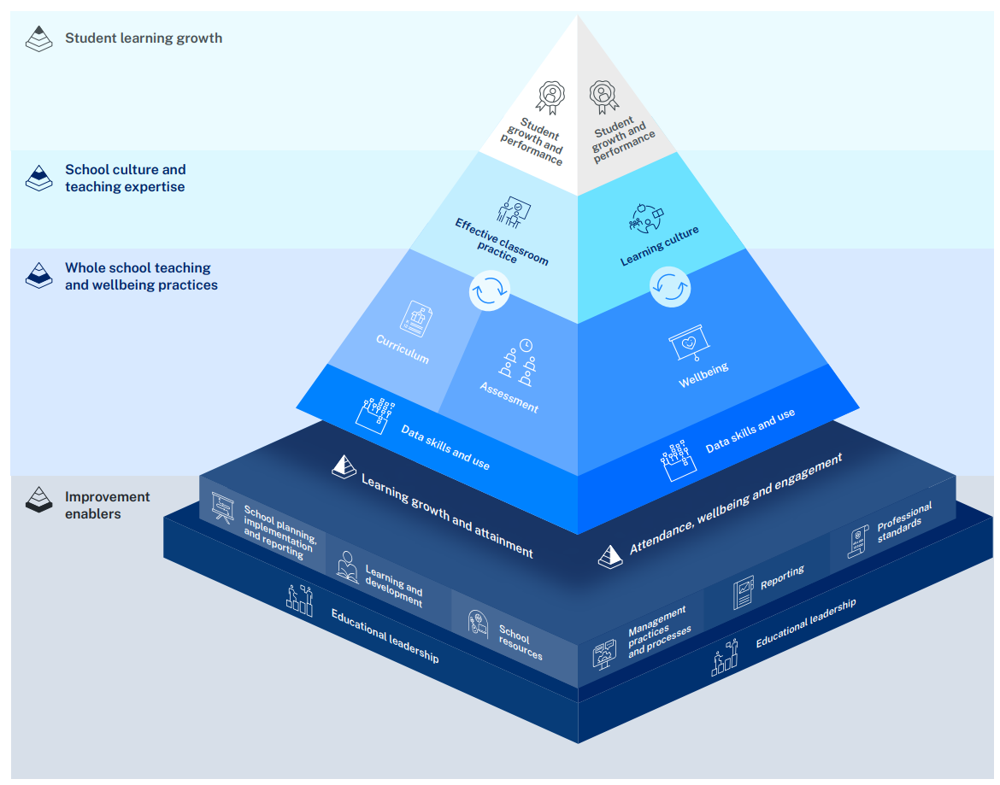 Student learning growth
Student
growth and
performance
Student
growth and
performance
School culture and
teaching expertise
Effective classroom
practice
Learning culture
Whole school teaching
and wellbeing practices
Curriculum
Assessment
Wellbeing
Data skills and use
Data skills and use
Learning growth and attainment
Attendance, wellbeing and engagement
Improvement
enablers
School planning,
implementation
and reporting
Learning and
development
School
resources
Management
practices
and processes
Reporting
Professional
standards
Educational leadership
Educational leadership